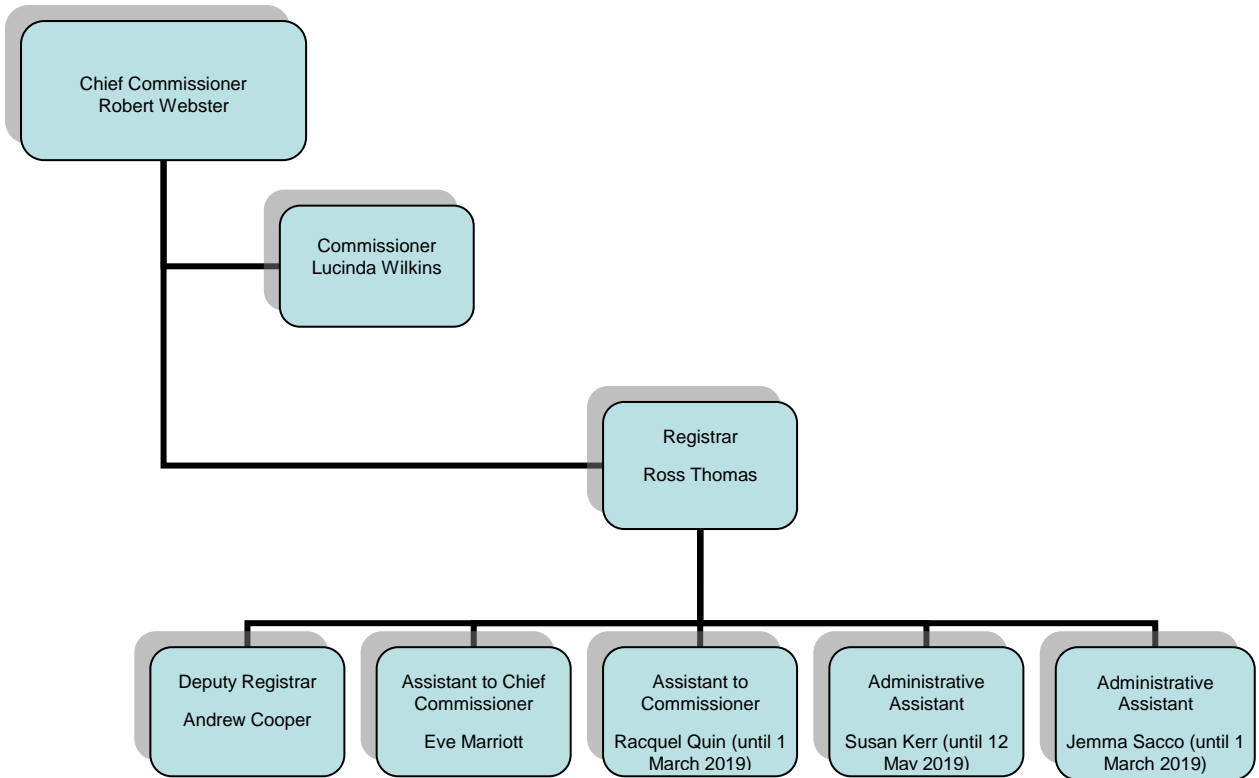 Chief Commissioner
Robert Webster
Commissioner
Lucinda Wilkins
Registrar
Ross Thomas
Deputy Registrar
Andrew Cooper
Assistant to Chief
Commissioner
Eve Marriott
Assistant to
Commissioner
Racquel Quin (until 1
March 2019)
Administrative
Assistant
Susan Kerr (until 12
May 2019)
Administrative
Assistant
Jemma Sacco (until 1
March 2019)